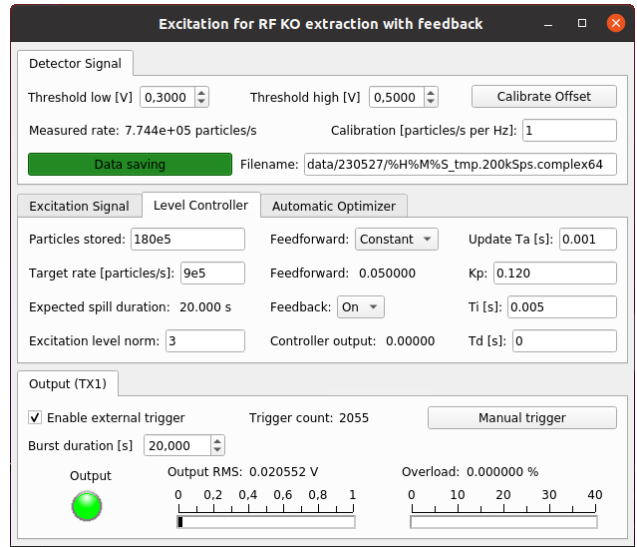 Excitation for RF KO extraction with feedback
Detector Signal
Threshold low [V] 0,3000 Threshold high [V] 0,5000 Calibrate Offset
Measured rate: 7.744e+05 particles/s Calibration [particles/s per Hz]: 1
Data saving Filename: data/230527/%H%M%S_tmp.200kSps.complex64
Excitation Signal Level Controller Automatic Optimizer
Particles stored: 180e5 Feedforward: Constant Update Ta [s]: 0.001
Target rate [particles/s]: 9e5 Feedforward: 0.050000 Kp: 0.120
Expected spill duration: 20.000 s Feedback: On Ti [s]: 0.005
Excitation level norm: 3 Controller output: 0.00000 Td [s]: 0
Output (TX1)
Enable external trigger Trigger count: 2055 Manual trigger
Burst duration [s] 20,000
Output Output RMS: 0.020552 V Overload: 0.000000 %
0 0,2 0,4 0,6 0,8 1 0 10 20 30 40